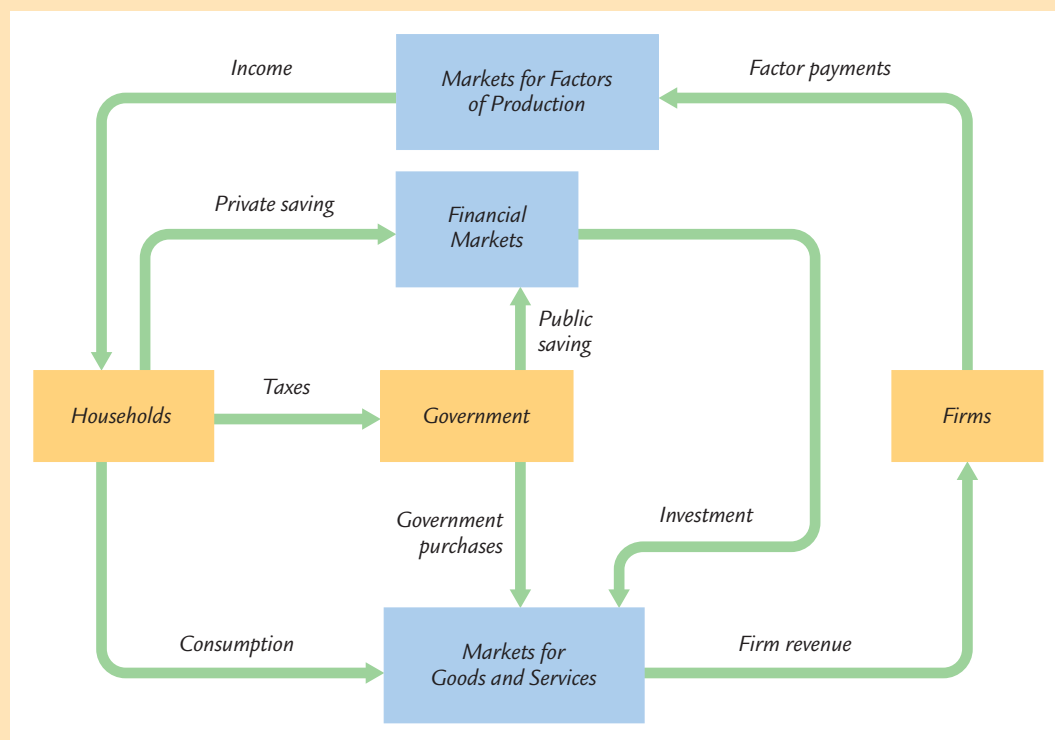 Income
Markets for Factors
of Production
Factor payments
Private saving
Financial
Markets
Public
saving
Taxes
Households
Government
Firms
Government
purchases
Investment
Consumption
Markets for
Goods and Services
Firm revenue